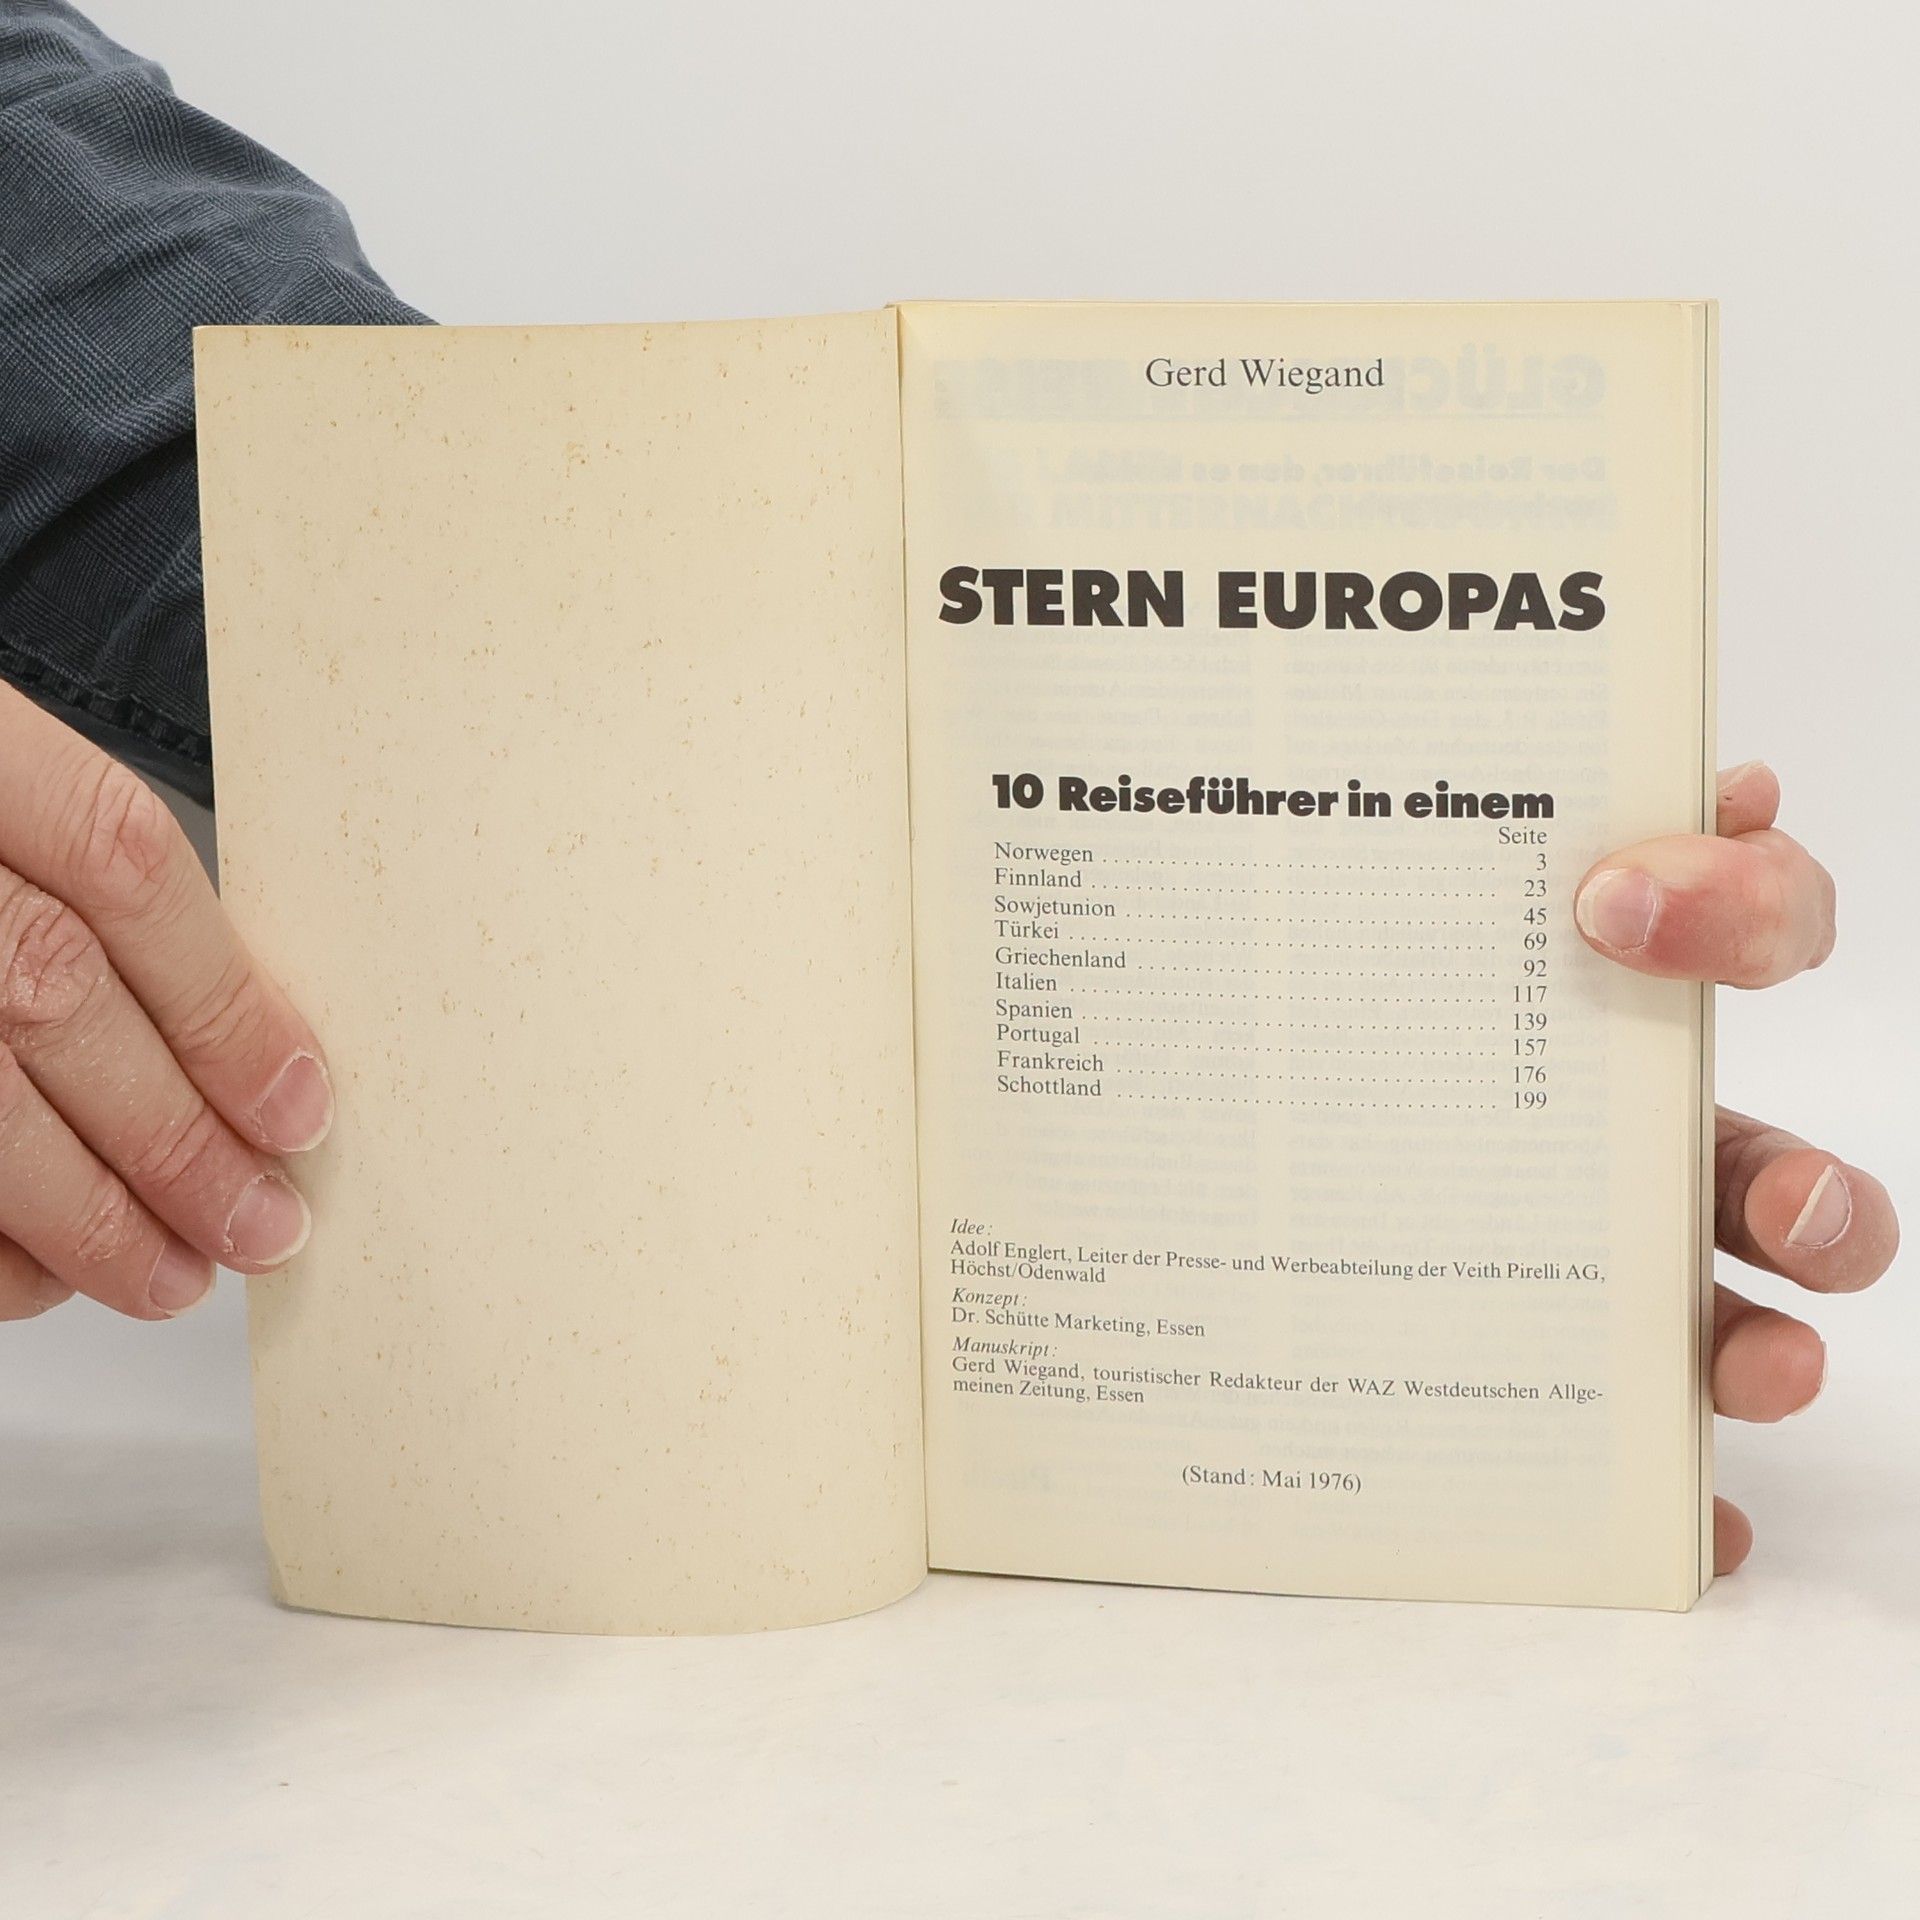 Gerd Wiegand
STERN EUROPAS
10 Reiseführer in einem
Seite
Norwegen 3
Finnland 23
Sowjetunion 45
Türkei 69
Griechenland 92
Italien 117
Spanien 139
Portugal 157
Frankreich 176
Schottland 199
Idee:
Adolf Englert, Leiter der Presse- und Werbeabteilung der Veith Pirelli AG,
Höchst/Odenwald
Konzept:
Dr. Schütte Marketing, Essen
Manuskript:
Gerd Wiegand, touristischer Redakteur der WAZ Westdeutschen Allge-
meinen Zeitung, Essen
(Stand: Mai 1976)